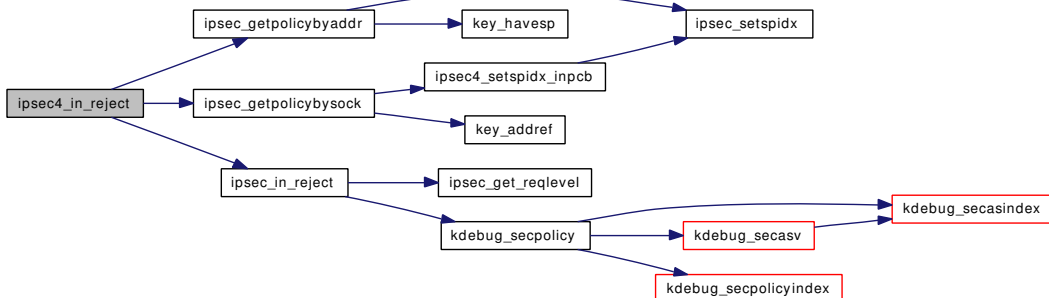 ipsec_getpolicybyaddr
key_havesp
ipsec_setspidx
ipsec4_setspidx_inpcb
ipsec4_in_reject
ipsec_getpolicybysock
key_addref
ipsec_in_reject
ipsec_get_reqlevel
kdebug_secasindex
kdebug_secpolicy
kdebug_secasv
kdebug_secpolicyindex